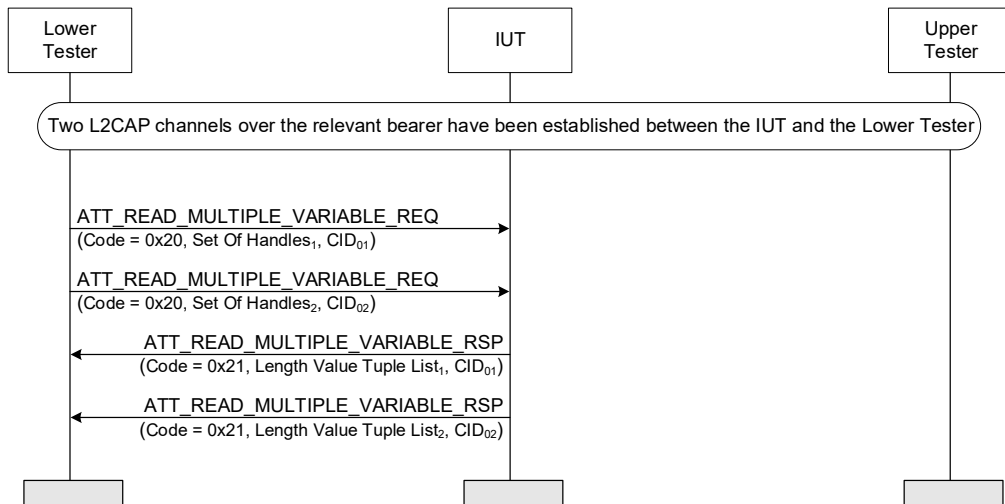 Lower
Tester
IUT
Upper
Tester
Two L2CAP channels over the relevant bearer have been established between the IUT and the Lower Tester
ATT_READ_MULTIPLE_VARIABLE_REQ
(Code = 0x20, Set Of Handles₁, CID₀₁)
ATT_READ_MULTIPLE_VARIABLE_REQ
(Code = 0x20, Set Of Handles₂, CID₀₂)
ATT_READ_MULTIPLE_VARIABLE_RSP
(Code = 0x21, Length Value Tuple List₁, CID₀₁)
ATT_READ_MULTIPLE_VARIABLE_RSP
(Code = 0x21, Length Value Tuple List₂, CID₀₂)